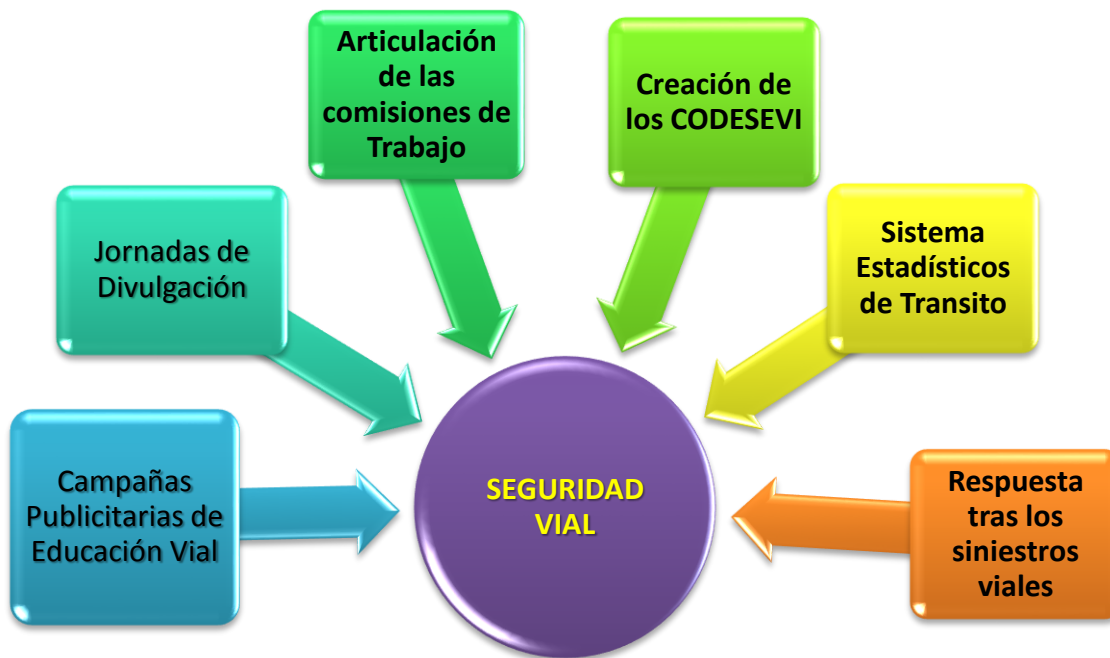 Articulación
de las
comisiones de
Trabajo
Creación de
los CODESEVI
Jornadas de
Divulgación
Sistema
Estadísticos
de Transito
Campañas
Publicitarias de
Educación Vial
SEGURIDAD
VIAL
Respuesta
tras los
siniestros
viales